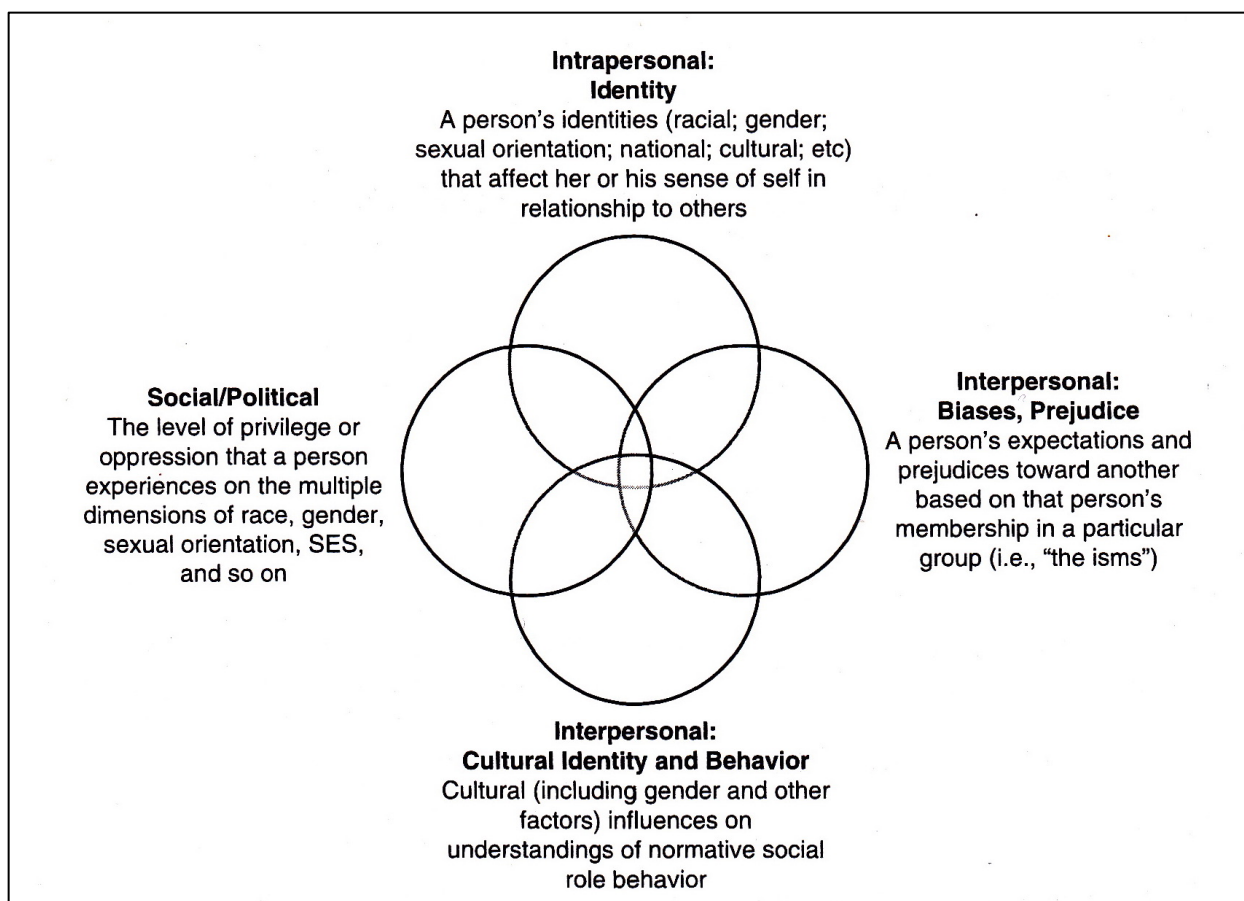 Intrapersonal:
Identity
A person's identities (racial; gender;
sexual orientation; national; cultural; etc)
that affect her or his sense of self in
relationship to others
Social/Political
The level of privilege or
oppression that a person
experiences on the multiple
dimensions of race, gender,
sexual orientation, SES,
and so on
Interpersonal:
Biases, Prejudice
A person's expectations and
prejudices toward another
based on that person's
membership in a particular
group (i.e., "the isms")
Interpersonal:
Cultural Identity and Behavior
Cultural (including gender and other
factors) influences on
understandings of normative social
role behavior